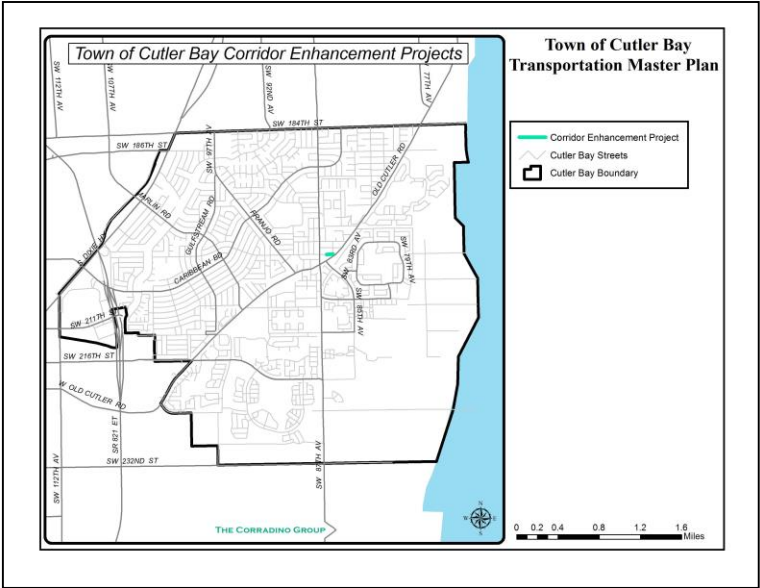 Town of Cutler Bay Corridor Enhancement Projects
Town of Cutler Bay
Transportation Master Plan
Corridor Enhancement Project
Cutler Bay Streets
Cutler Bay Boundary
SW 112TH AV
SW 107TH AV
SW 92ND AV
77TH AV
SW 184TH ST
SW 186TH ST
SW 97TH AV
OLD CUTLER RD
MARLIN RD
GULFSTREAM RD
FRANJO RD
S DIXIE
CARIBBEAN BD
SW 83RD AV
SW 79TH AV
SW 85TH AV
SW 211TH ST
SW 216TH ST
W OLD CUTLER RD
SR 821 ET
SW 232ND ST
SW 112TH AV
SW 87TH AV
THE CORRADINO GROUP
N
W
E
S
0 0.2 0.4 0.8 1.2 1.6
Miles